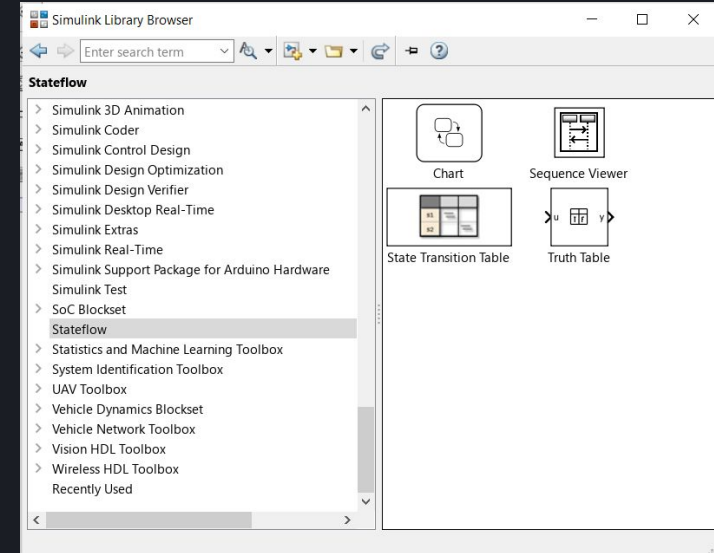 Simulink Library Browser
Enter search term
Stateflow
Simulink 3D Animation
Simulink Coder
Simulink Control Design
Simulink Design Optimization
Simulink Design Verifier
Simulink Desktop Real-Time
Simulink Extras
Simulink Real-Time
Simulink Support Package for Arduino Hardware
Simulink Test
SoC Blockset
Stateflow
Statistics and Machine Learning Toolbox
System Identification Toolbox
UAV Toolbox
Vehicle Dynamics Blockset
Vehicle Network Toolbox
Vision HDL Toolbox
Wireless HDL Toolbox
Recently Used
Chart
Sequence Viewer
s1
s2
State Transition Table
u T F y
Truth Table